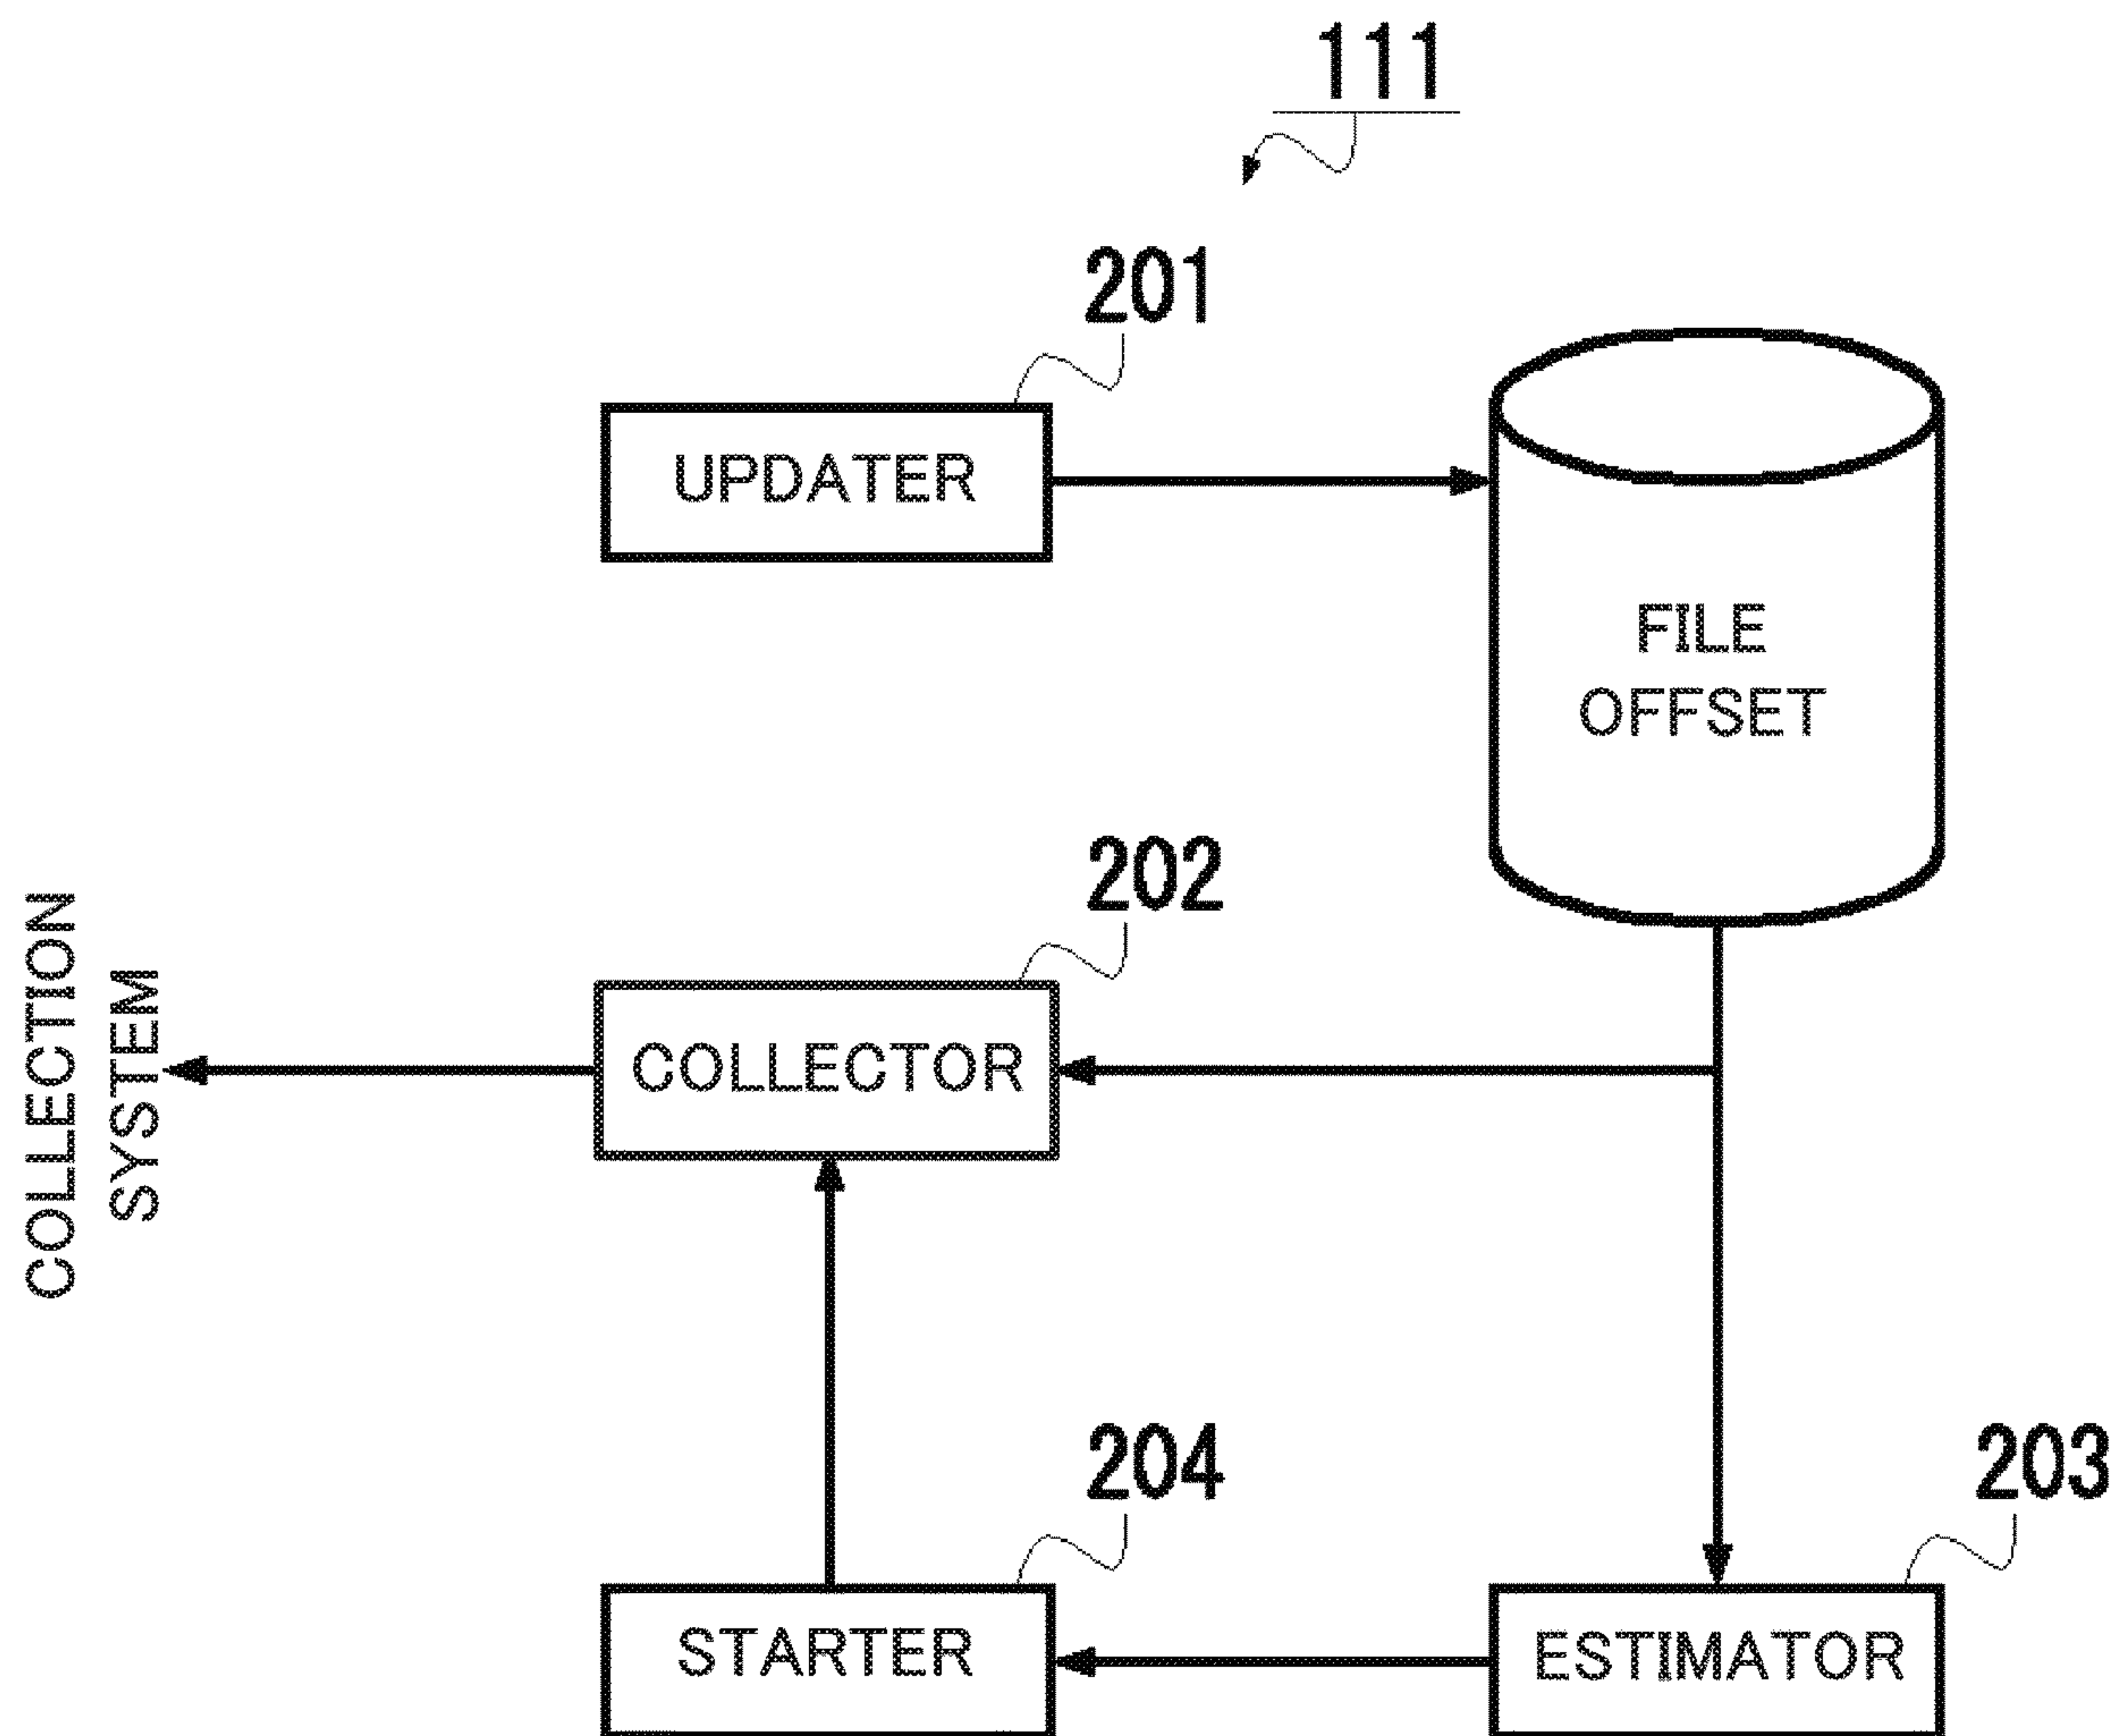 111
201
UPDATER
FILE
OFFSET
202
COLLECTION
SYSTEM
COLLECTOR
204
203
STARTER
ESTIMATOR